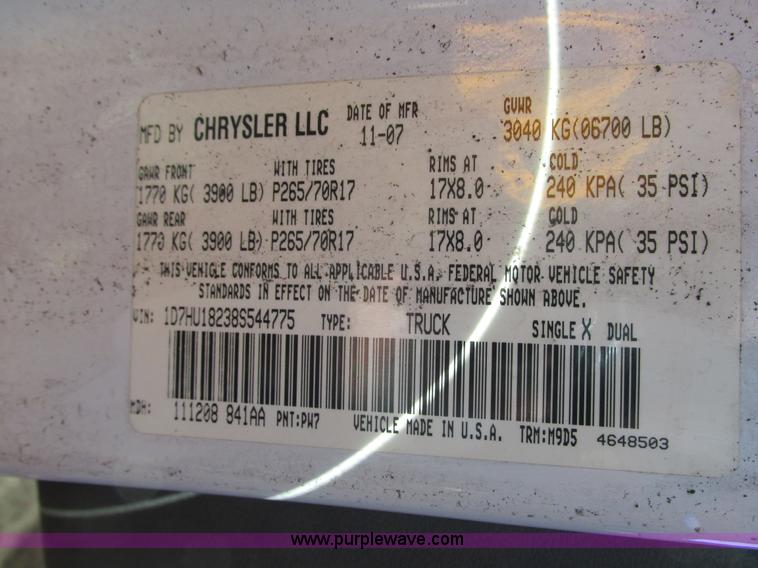 MFD BY CHRYSLER LLC DATE OF MFR 11-07 GVWR 3040 KG(06700 LB)
GAWR FRONT WITH TIRES RIMS AT COLD
1770 KG( 3900 LB) P265/70R17 17X8.0 240 KPA( 35 PSI)
GAWR REAR WITH TIRES RIMS AT COLD
1770 KG( 3900 LB) P265/70R17 17X8.0 240 KPA( 35 PSI)
THIS VEHICLE CONFORMS TO ALL APPLICABLE U.S.A. FEDERAL MOTOR VEHICLE SAFETY
STANDARDS IN EFFECT ON THE DATE OF MANUFACTURE SHOWN ABOVE.
VIN: 1D7HU18238S544775 TYPE: TRUCK SINGLE X DUAL
MDH: 111208 841AA PNT:PW7 VEHICLE MADE IN U.S.A. TRM:M9D5 4648503
www.purplewave.com